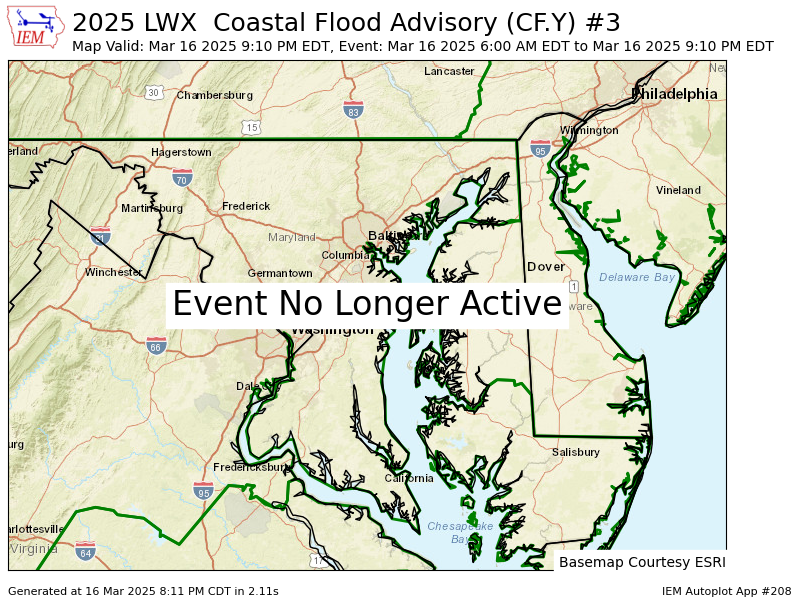 2025 LWX  Coastal Flood Advisory (CF.Y) #3
IEM
Map Valid: Mar 16 2025 9:10 PM EDT, Event: Mar 16 2025 6:00 AM EDT to Mar 16 2025 9:10 PM EDT
Lancaster
New
30
Chambersburg
Philadelphia
83
15
Wilmington
erland
Hagerstown
95
70
Vineland
Martinsburg
Frederick
81
Maryland
Columbia
Winchester
Germantown
Dover
Delaware Bay
1
Event No Longer Active
ware
Washington
66
Dale C
urg
Salisbury
Fredericksburg
California
95
arlottesville
Chesapeake
Bay
Virginia
64
17
Basemap Courtesy ESRI
Generated at 16 Mar 2025 8:11 PM CDT in 2.11s
IEM Autoplot App #208